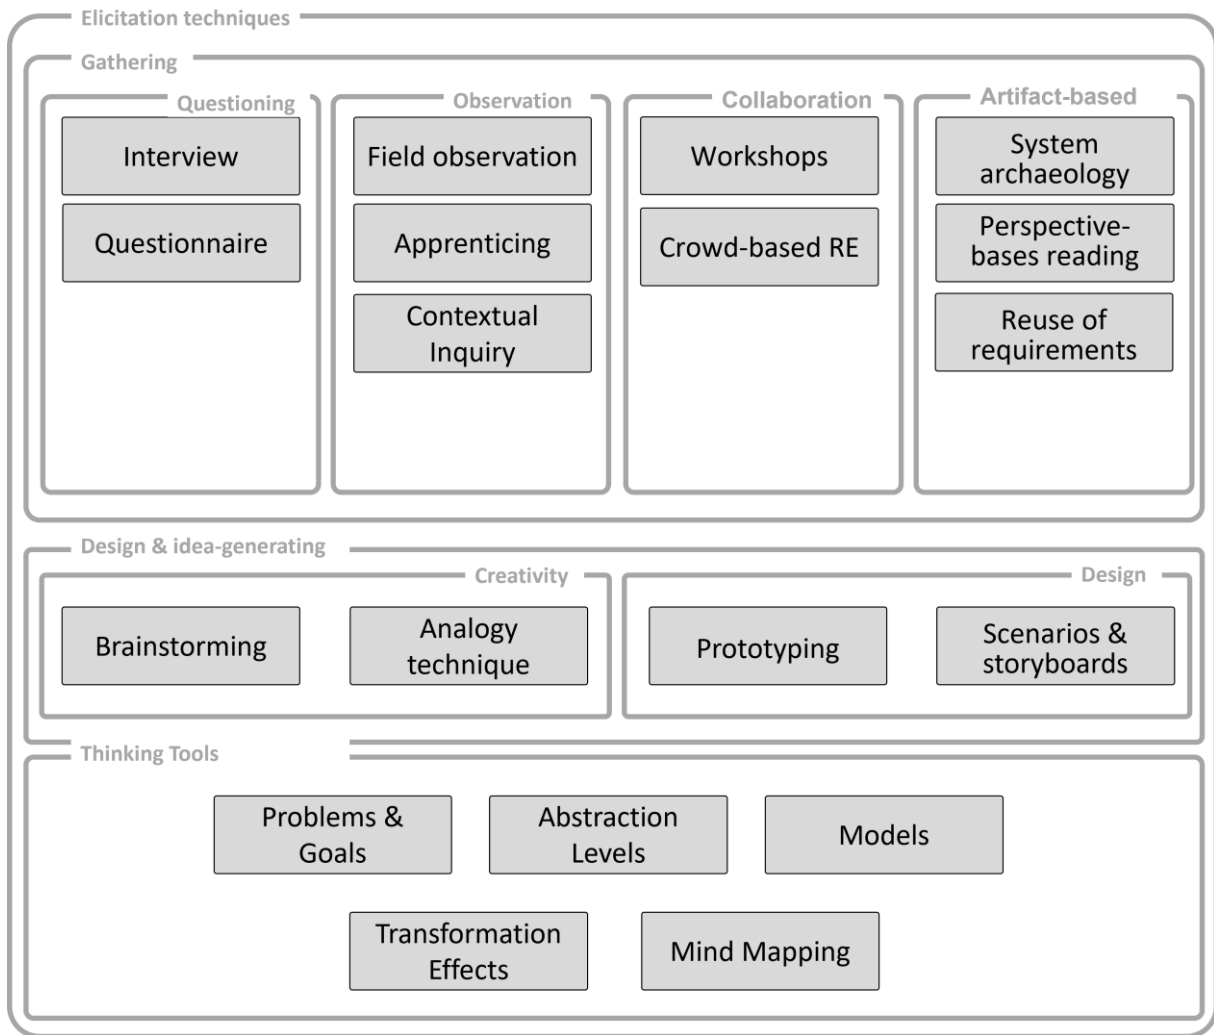 Elicitation techniques
Gathering
Questioning
Interview
Questionnaire
Observation
Field observation
Apprenticing
Contextual
Inquiry
Collaboration
Workshops
Crowd-based RE
Artifact-based
System
archaeology
Perspective-
bases reading
Reuse of
requirements
Design & idea-generating
Creativity
Brainstorming
Analogy
technique
Design
Prototyping
Scenarios &
storyboards
Thinking Tools
Problems &
Goals
Abstraction
Levels
Models
Transformation
Effects
Mind Mapping